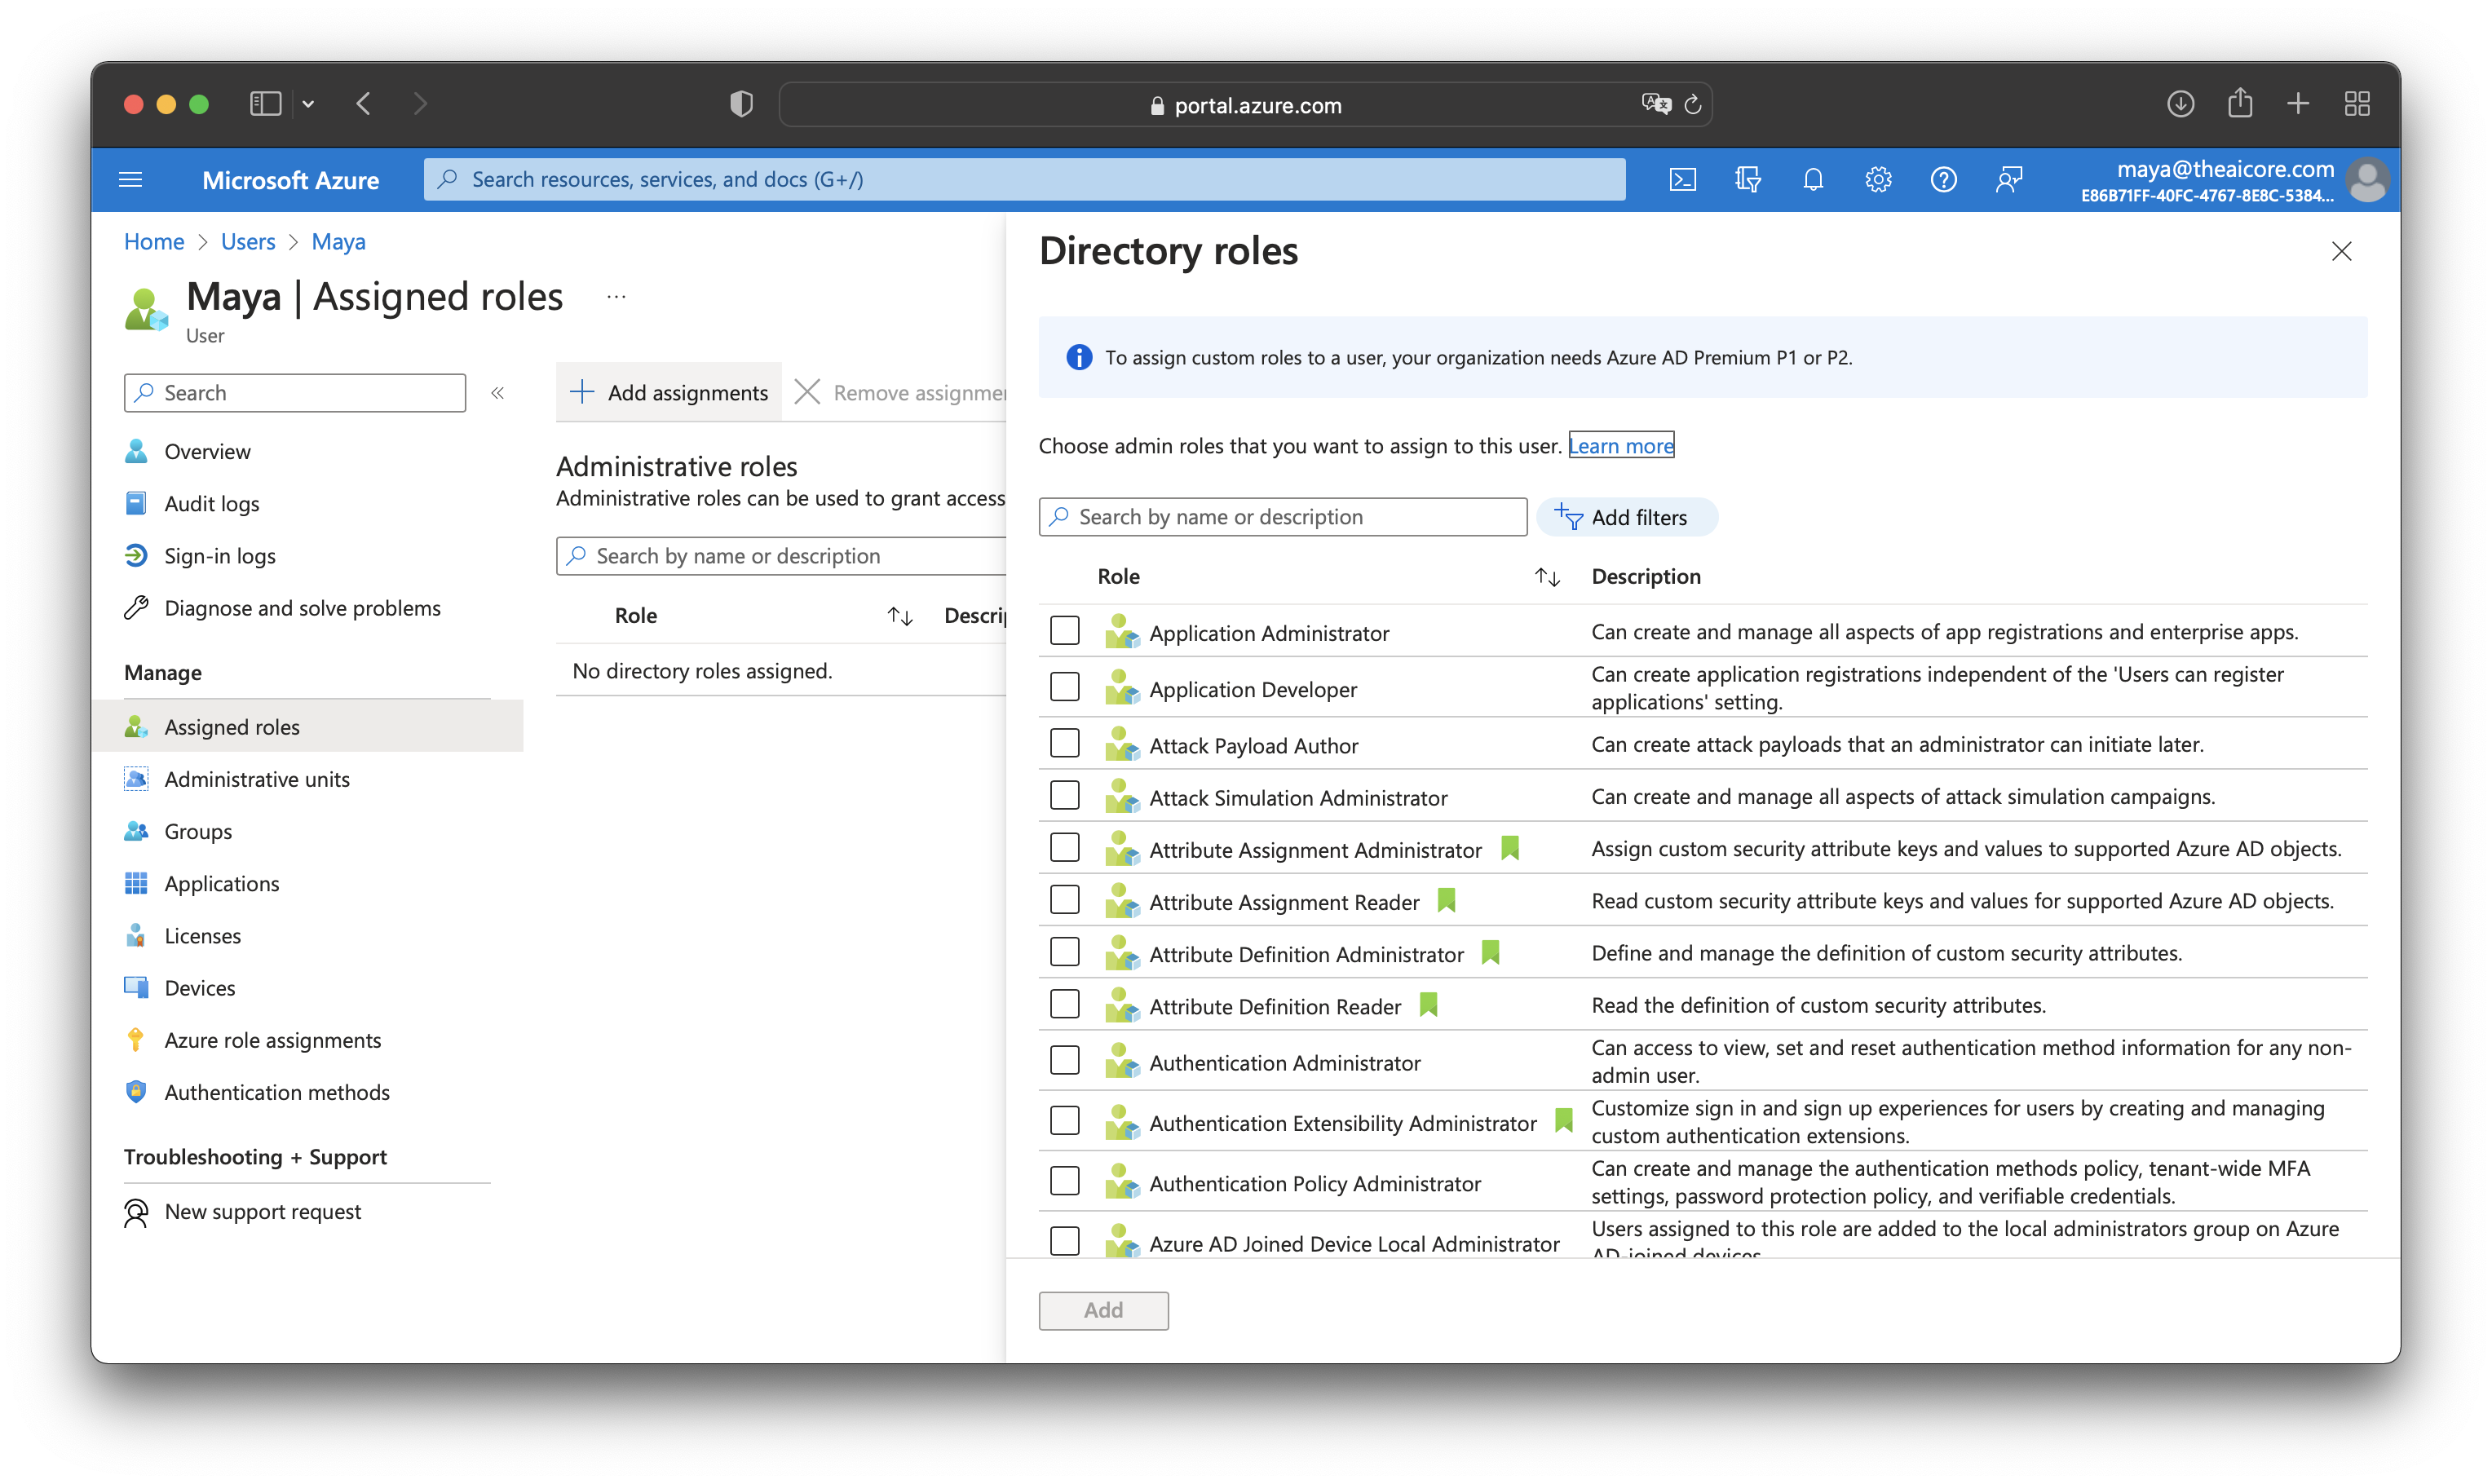 portal.azure.com
Microsoft Azure
Search resources, services, and docs (G+/)
maya@theaicore.com
E86B71FF-40FC-4767-8E8C-5384...
Home > Users > Maya
Maya | Assigned roles ...
User
Search
Overview
Audit logs
Sign-in logs
Diagnose and solve problems
Manage
Assigned roles
Administrative units
Groups
Applications
Licenses
Devices
Azure role assignments
Authentication methods
Troubleshooting + Support
New support request
Add assignments
Remove assignme
Administrative roles
Administrative roles can be used to grant access
Search by name or description
Role
Descri
No directory roles assigned.
Directory roles
To assign custom roles to a user, your organization needs Azure AD Premium P1 or P2.
Choose admin roles that you want to assign to this user. Learn more
Search by name or description
Add filters
Role
Description
Application Administrator
Can create and manage all aspects of app registrations and enterprise apps.
Application Developer
Can create application registrations independent of the 'Users can register
applications' setting.
Attack Payload Author
Can create attack payloads that an administrator can initiate later.
Attack Simulation Administrator
Can create and manage all aspects of attack simulation campaigns.
Attribute Assignment Administrator
Assign custom security attribute keys and values to supported Azure AD objects.
Attribute Assignment Reader
Read custom security attribute keys and values for supported Azure AD objects.
Attribute Definition Administrator
Define and manage the definition of custom security attributes.
Attribute Definition Reader
Read the definition of custom security attributes.
Authentication Administrator
Can access to view, set and reset authentication method information for any non-
admin user.
Authentication Extensibility Administrator
Customize sign in and sign up experiences for users by creating and managing
custom authentication extensions.
Authentication Policy Administrator
Can create and manage the authentication methods policy, tenant-wide MFA
settings, password protection policy, and verifiable credentials.
Azure AD Joined Device Local Administrator
Users assigned to this role are added to the local administrators group on Azure
AD-joined devices.
Add